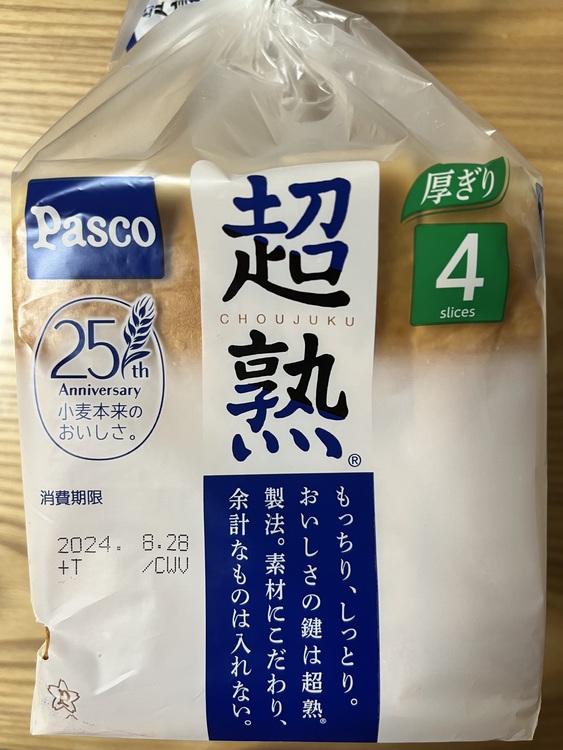 Pasco
超熟
CHOUJUKU
®
厚ぎり
4
slices
25th
Anniversary
小麦本来の
おいしさ。
消費期限
2024. 8.28
+T /CWV
もっちり、しっとり。
おいしさの鍵は超熟®
製法。素材にこだわり、
余計なものは入れない。